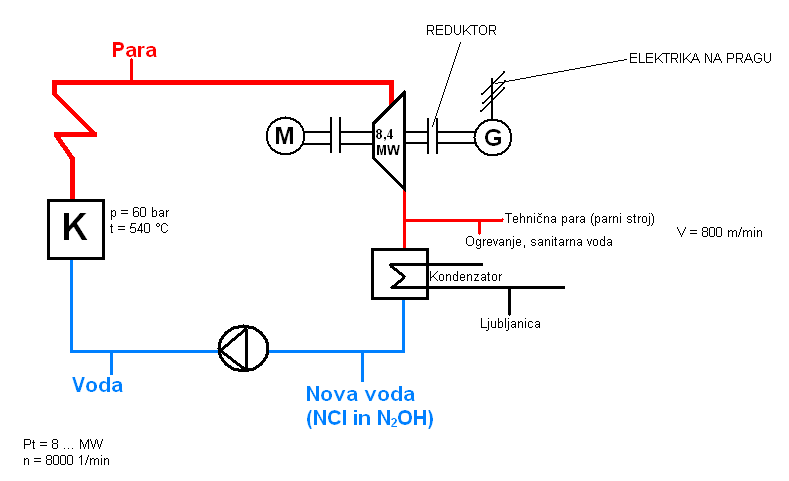 REDUKTOR
Para
ELEKTRIKA NA PRAGU
M
8,4
MW
G
K
p = 60 bar
t = 540 °C
Tehnična para (parni stroj)
Ogrevanje, sanitarna voda
V = 800 m/min
Kondenzator
Ljubljanica
Voda
Nova voda
(NCl in N₂OH)
Pt = 8 ... MW
n = 8000 1/min